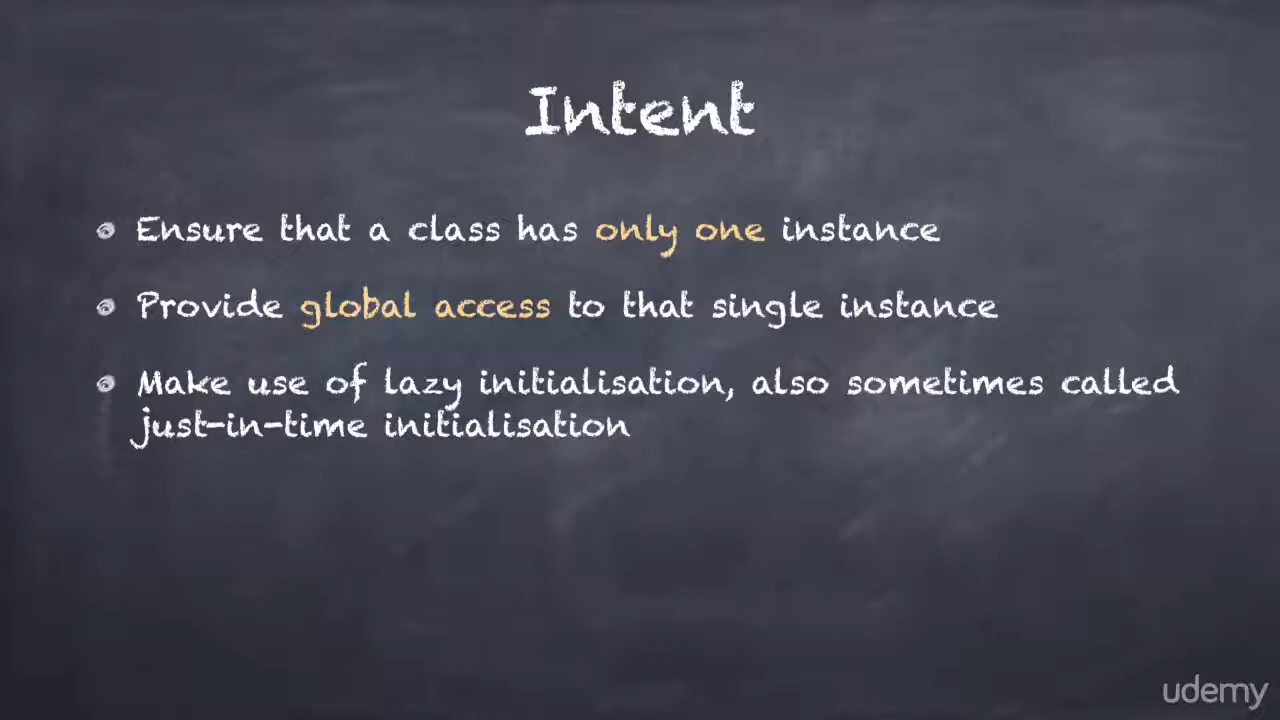 Intent
Ensure that a class has only one instance
Provide global access to that single instance
Make use of lazy initialisation, also sometimes called
just-in-time initialisation
udemy